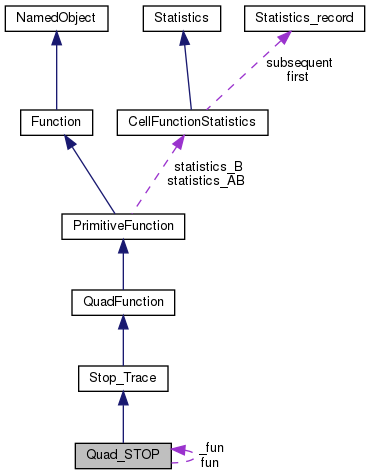 NamedObject
Statistics
Statistics_record
subsequent
first
Function
CellFunctionStatistics
statistics_B
statistics_AB
PrimitiveFunction
QuadFunction
Stop_Trace
Quad_STOP
_fun
fun